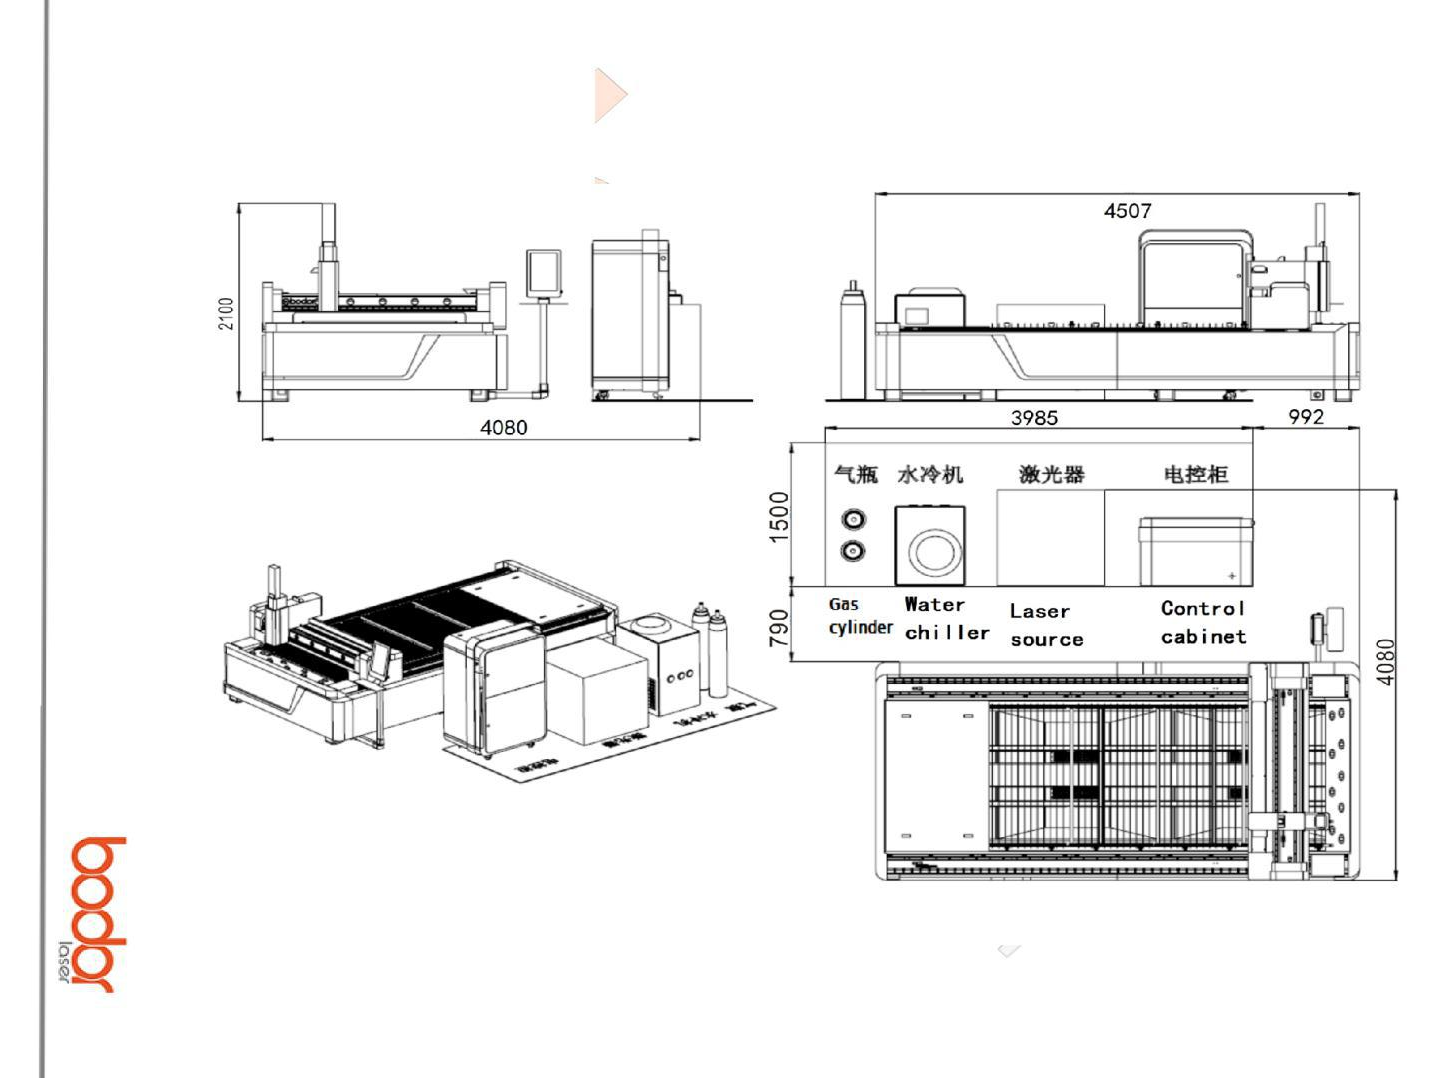 4507
2100
bodor
4080
3985
992
气瓶 水冷机 激光器 电控柜
1500
Gas
cylinder
Water
chiller
Laser
source
Control
cabinet
790
4080
bodor
laser